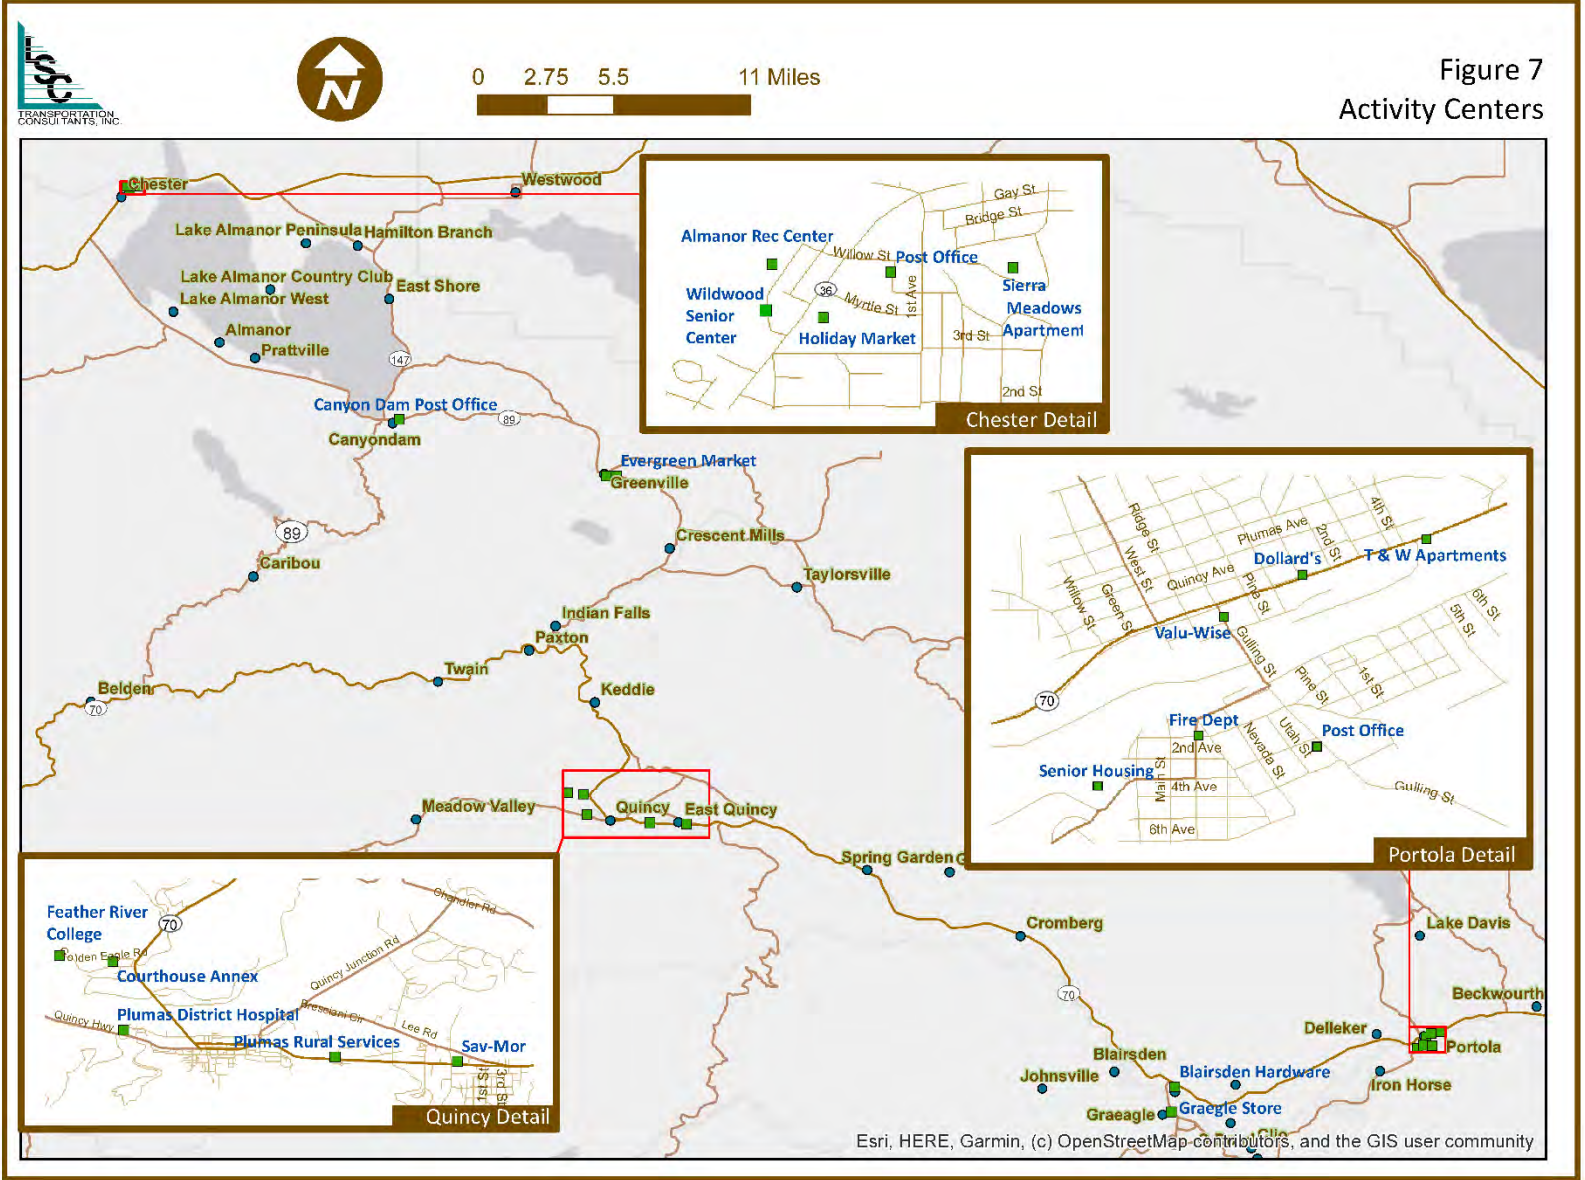 LSC
TRANSPORTATION
CONSULTANTS, INC.
N
0 2.75 5.5 11 Miles
Figure 7
Activity Centers
Chester
Westwood
Lake Almanor Peninsula
Hamilton Branch
Lake Almanor Country Club
East Shore
Lake Almanor West
Almanor
Prattville
147
Canyon Dam Post Office
89
Canyondam
Evergreen Market
Greenville
89
Crescent Mills
Caribou
Taylorsville
Indian Falls
Paxton
Twain
Keddie
Belden
70
Meadow Valley
Quincy
East Quincy
Spring Garden
Cromberg
70
Lake Davis
Beckwourth
Delleker
Portola
Blairsden
Johnsville
Blairsden Hardware
Iron Horse
Graeagle
Graegle Store
Gay St
Bridge St
Almanor Rec Center
Willow St
Post Office
36
1st Ave
Sierra
Meadows
Apartment
Wildwood
Senior
Center
Myrtle St
Holiday Market
3rd St
2nd St
Chester Detail
Ridge St
4th St
Plumas Ave
2nd St
West St
Dollard's
T & W Apartments
Quincy Ave
Pine St
Willow St
Green S
6th St
5th St
Valu-Wise
Gulling St
Pine St
1st St
70
Fire Dept
2nd Ave
Nevada St
Utah St
Post Office
Senior Housing
Main St
4th Ave
Gulling St
6th Ave
Portola Detail
Chandler Rd
Feather River
College
70
olden Eagle Rd
Courthouse Annex
Quincy Junction Rd
Plumas District Hospital
Bresciani Cir
Quincy Hwy
Lee Rd
Plumas Rural Services
Sav-Mor
1st St
3rd St
Quincy Detail
Esri, HERE, Garmin, (c) OpenStreetMap contributors, and the GIS user community